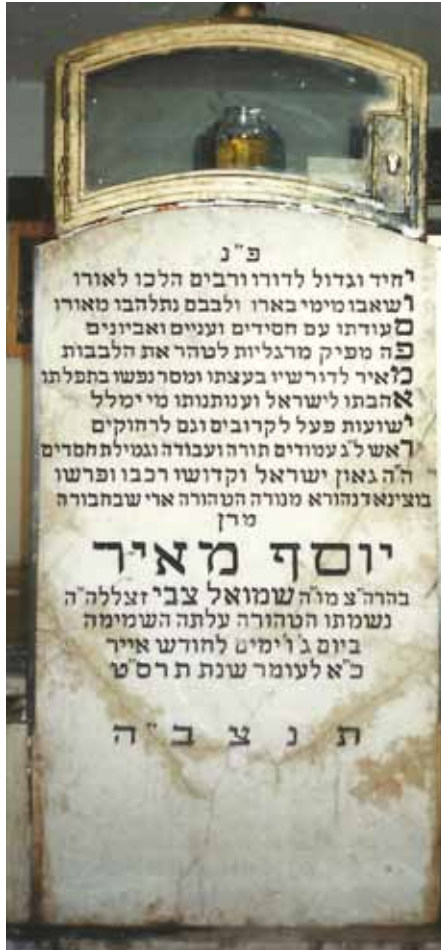 פ"נ
יחיד וגדול לדורו ורבים הלכו לאורו
ושאבו מימי בארו ולבבם נתלהבו מאורו
סעודתו עם חסידים ועניים ואביונים
פה מפיק מרגליות לטהר את הלבבות
מאיר לדורשיו בעצתו ומסר נפשו בתפלתו
אהבתו לישראל וענותנותו מי ימלל
ישועות פעל לקרובים וגם לרחוקים
ראש לג' עמודים תורה ועבודה וגמילת חסדים
ה"ה גאון ישראל וקדושו רכבו ופרשו
בוצינא דנהורא מנורה הטהורה ארי שבחבורה
מרן
יוסף מאיר
בהרה"צ מו"ה שמואל צבי זצללה"ה
נשמתו הטהורה עלתה השמימה
ביום ג' ו' ימים לחודש אייר
כ"א לעומר שנת תרס"ט
ת נ צ ב" ה